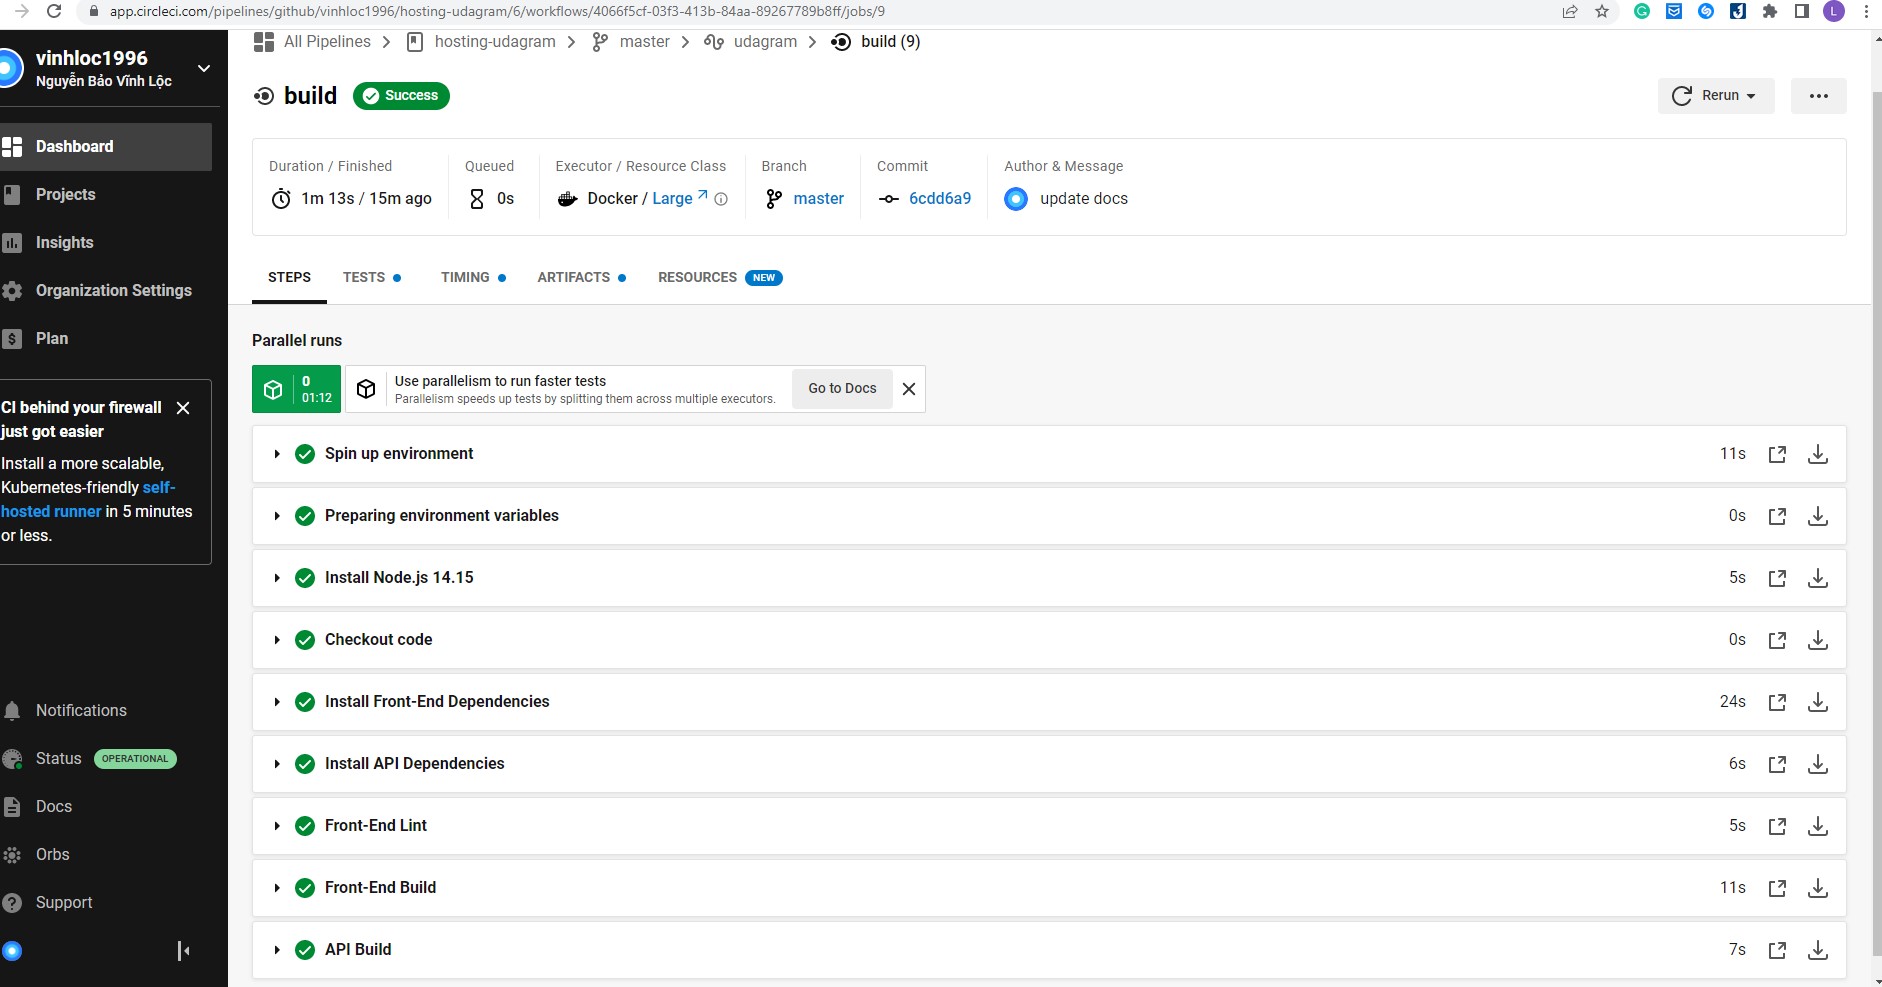 app.circleci.com/pipelines/github/vinhloc1996/hosting-udagram/6/workflows/4066f5cf-03f3-413b-84aa-89267789b8ff/jobs/9
L
vinhloc1996
Nguyễn Bảo Vĩnh Lộc
All Pipelines
hosting-udagram
master
udagram
build (9)
build
Success
Rerun
Dashboard
Projects
Insights
Organization Settings
Plan
CI behind your firewall
just got easier
Install a more scalable,
Kubernetes-friendly self-
hosted runner in 5 minutes
or less.
Notifications
Status OPERATIONAL
Docs
Orbs
Support
Duration / Finished
1m 13s / 15m ago
Queued
0s
Executor / Resource Class
Docker / Large
Branch
master
Commit
6cdd6a9
Author & Message
update docs
STEPS
TESTS
TIMING
ARTIFACTS
RESOURCES NEW
Parallel runs
0
01:12
Use parallelism to run faster tests
Parallelism speeds up tests by splitting them across multiple executors.
Go to Docs
Spin up environment 11s
Preparing environment variables 0s
Install Node.js 14.15 5s
Checkout code 0s
Install Front-End Dependencies 24s
Install API Dependencies 6s
Front-End Lint 5s
Front-End Build 11s
API Build 7s